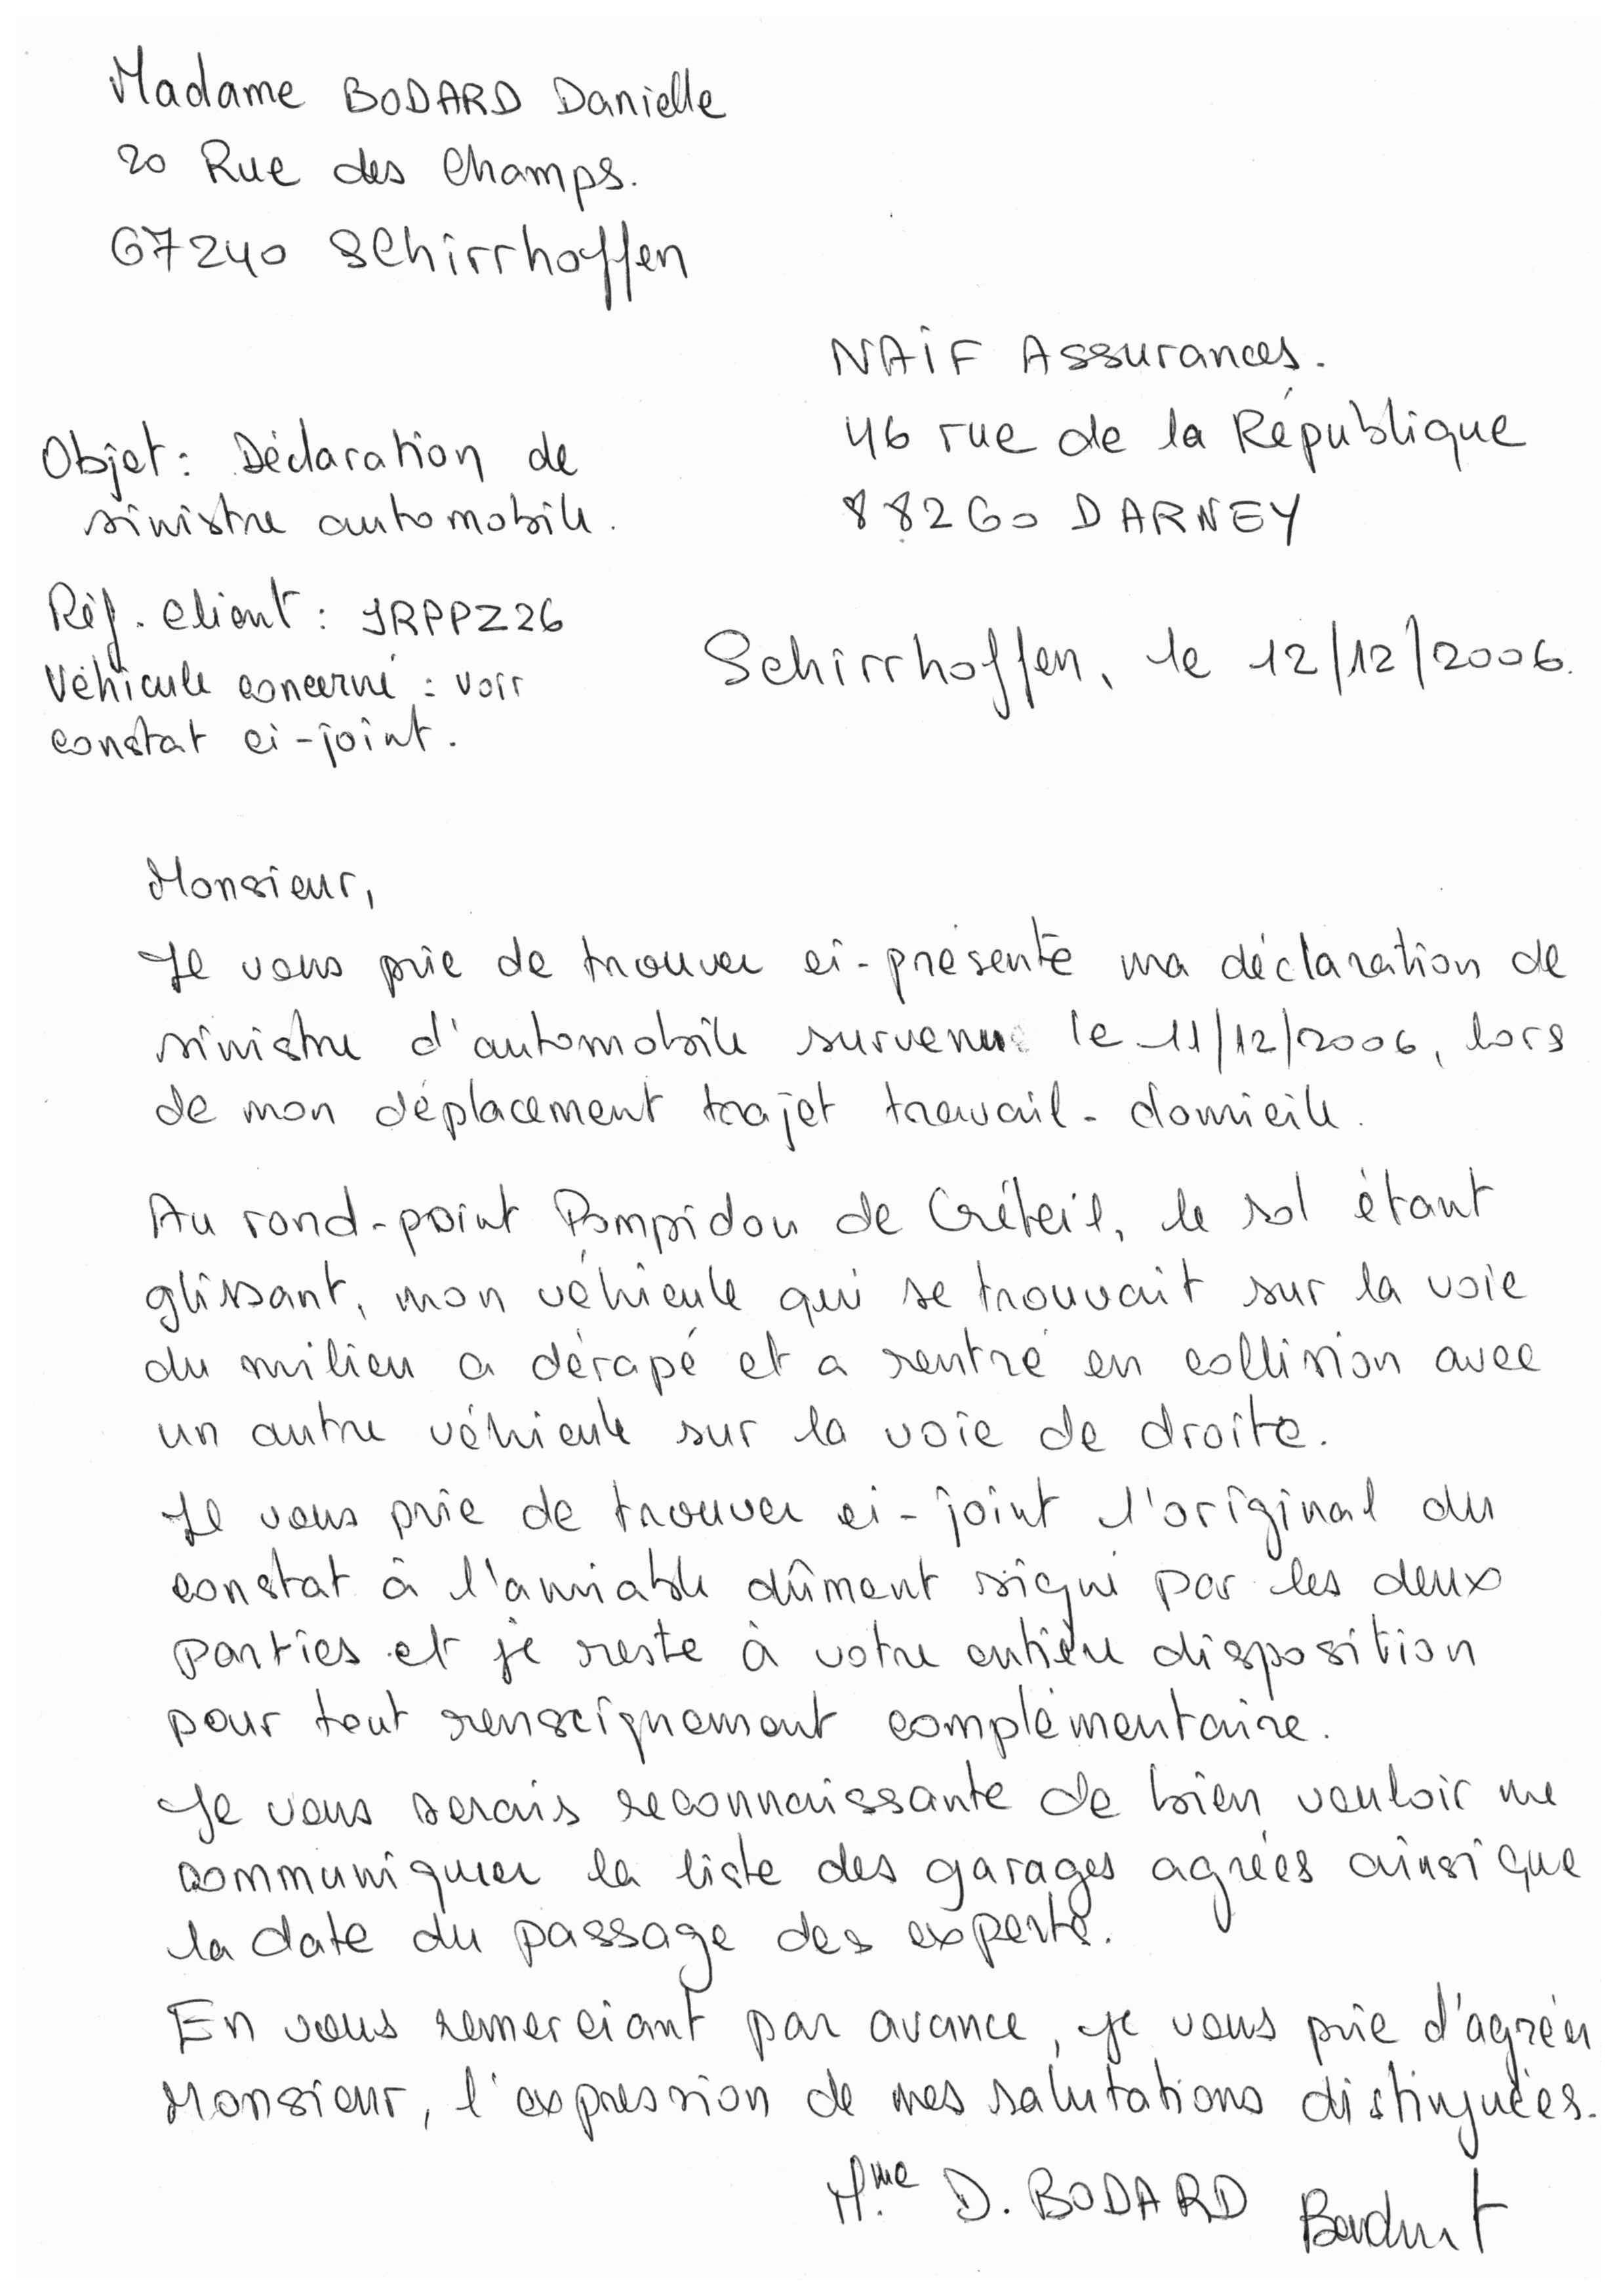 Madame BODARD Danielle
20 Rue des Champs.
67240 Schirrhoffen
NAIF Assurances.
46 rue de la République
88260 DARNEY
Objet : Déclaration de
sinistre automobile.
Réf. client : JRPPZ26
Véhicule concerné : voir
constat ci-joint.
Schirrhoffen, le 12/12/2006.
Monsieur,
Je vous prie de trouver ci-présente ma déclaration de
sinistre d'automobile survenu le 11/12/2006, lors
de mon déplacement trajet travail-domicile.
Au rond-point Pompidou de Créteil, le sol étant
glissant, mon véhicule qui se trouvait sur la voie
du milieu a dérapé et a rentré en collision avec
un autre véhicule sur la voie de droite.
Je vous prie de trouver ci-joint l'original du
constat à l'amiable dûment signé par les deux
parties et je reste à votre entière disposition
pour tout renseignement complémentaire.
Je vous serais reconnaissante de bien vouloir me
communiquer la liste des garages agréés ainsi que
la date du passage des experts.
En vous remerciant par avance, je vous prie d'agréer
Monsieur, l'expression de mes salutations distinguées.
Mme D. BODARD